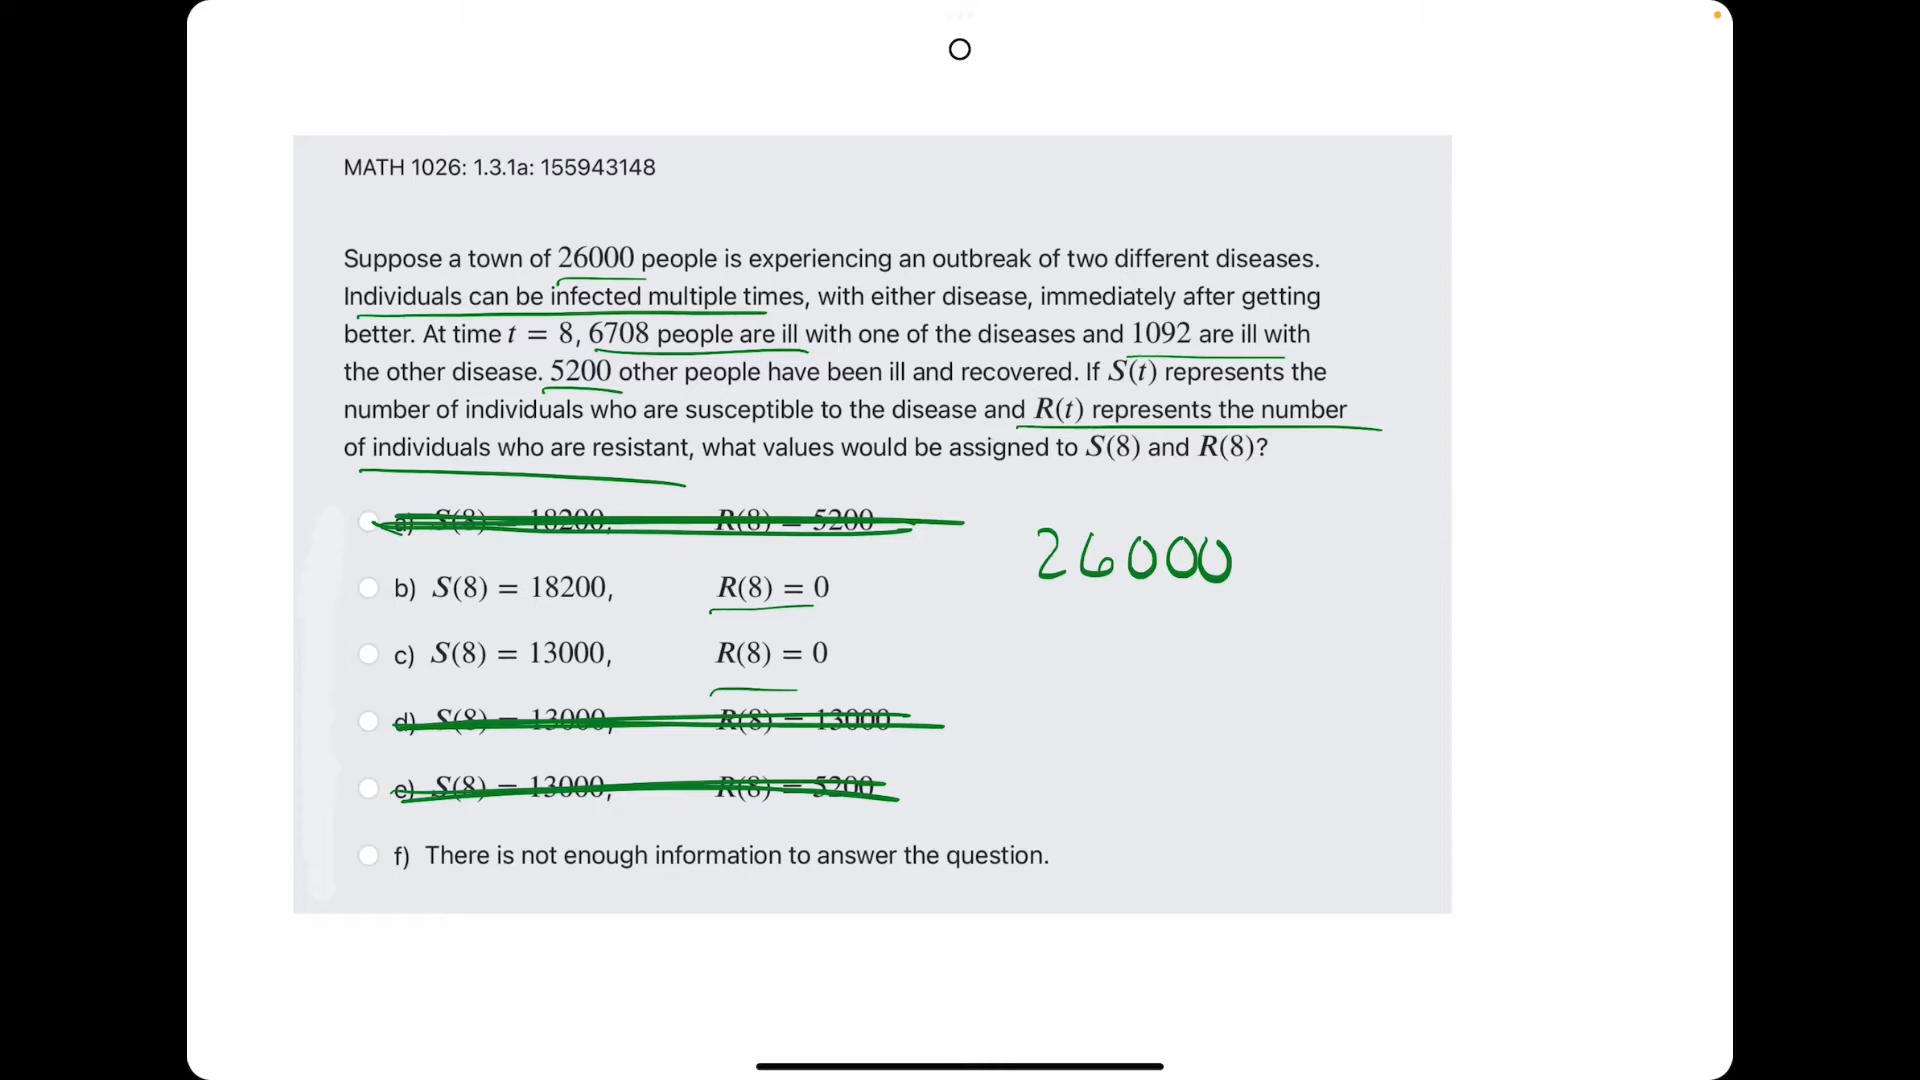 MATH 1026: 1.3.1a: 155943148
Suppose a town of 26000 people is experiencing an outbreak of two different diseases.
Individuals can be infected multiple times, with either disease, immediately after getting
better. At time t = 8, 6708 people are ill with one of the diseases and 1092 are ill with
the other disease. 5200 other people have been ill and recovered. If S(t) represents the
number of individuals who are susceptible to the disease and R(t) represents the number
of individuals who are resistant, what values would be assigned to S(8) and R(8)?
a) S(8) = 18200, R(8) = 5200
26000
b) S(8) = 18200, R(8) = 0
c) S(8) = 13000, R(8) = 0
d) S(8) = 13000, R(8) = 13000
e) S(8) = 13000, R(8) = 5200
f) There is not enough information to answer the question.